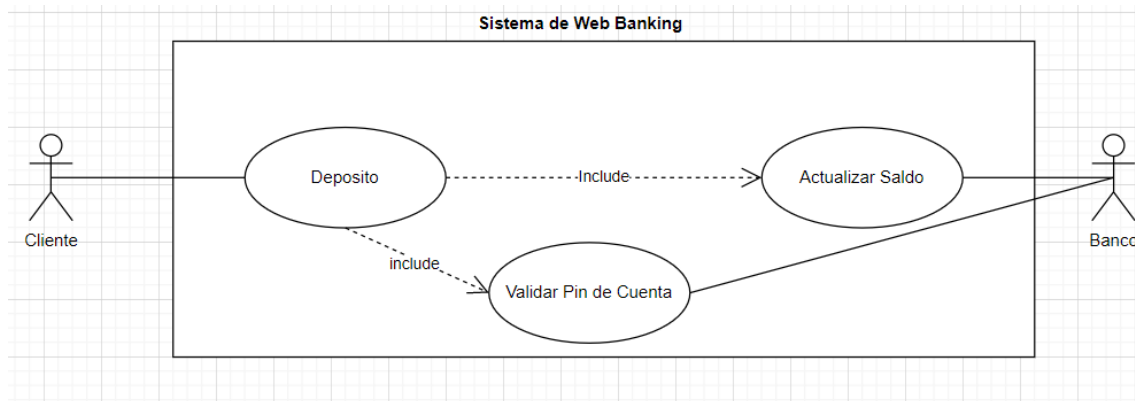 Sistema de Web Banking
Deposito
Include
Actualizar Saldo
Cliente
Banco
include
Validar Pin de Cuenta